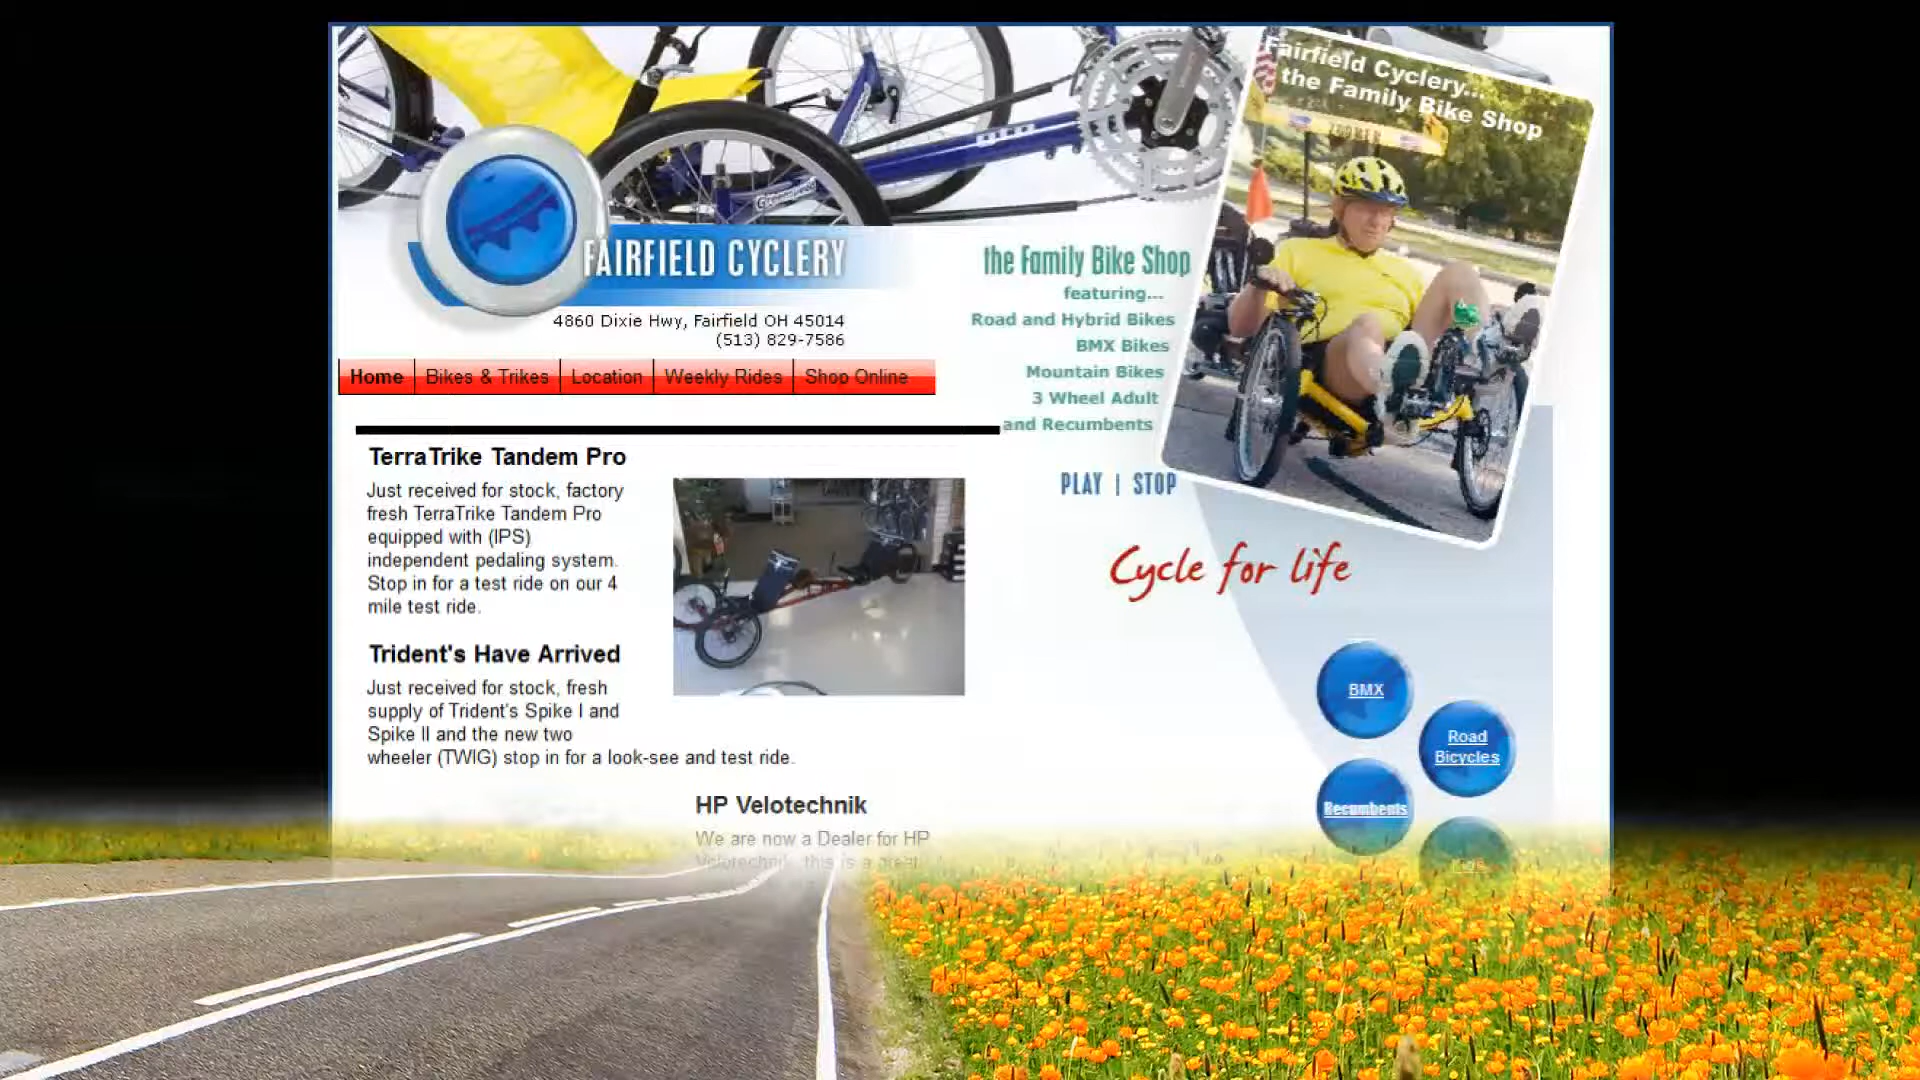 Fairfield Cyclery...
the Family Bike Shop
FAIRFIELD CYCLERY
4860 Dixie Hwy, Fairfield OH 45014
(513) 829-7586
the Family Bike Shop
featuring...
Road and Hybrid Bikes
BMX Bikes
Mountain Bikes
3 Wheel Adult
and Recumbents
Home
Bikes & Trikes
Location
Weekly Rides
Shop Online
PLAY | STOP
Cycle for life
TerraTrike Tandem Pro
Just received for stock, factory
fresh TerraTrike Tandem Pro
equipped with (IPS)
independent pedaling system.
Stop in for a test ride on our 4
mile test ride.
Trident's Have Arrived
Just received for stock, fresh
supply of Trident's Spike I and
Spike II and the new two
wheeler (TWIG) stop in for a look-see and test ride.
HP Velotechnik
We are now a Dealer for HP
Velotechnik, this is a great
BMX
Road
Bicycles
Recumbents